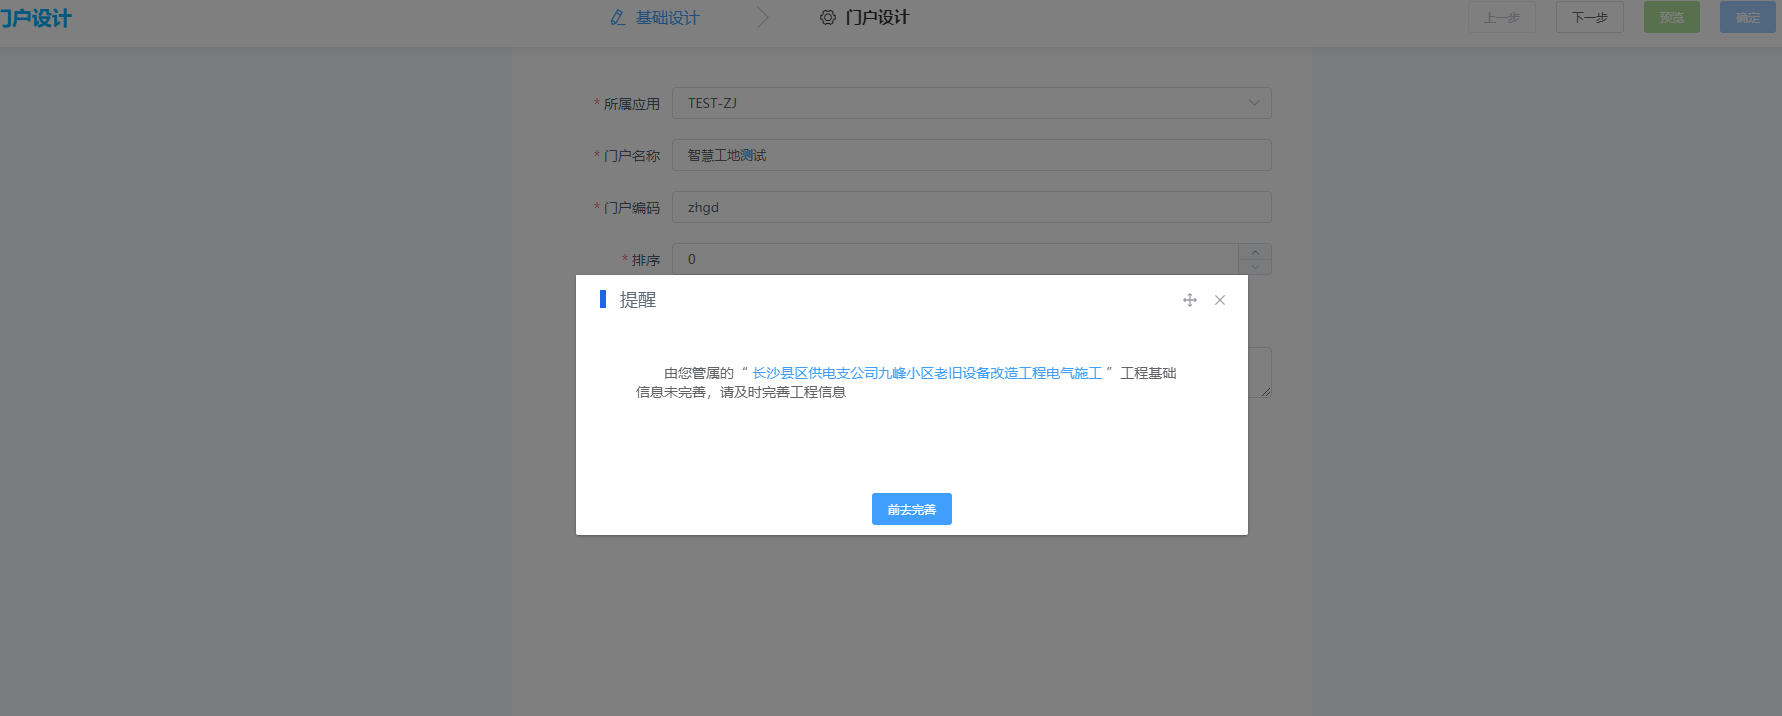 门户设计
基础设计
门户设计
上一步
下一步
预览
确定
* 所属应用
TEST-ZJ
* 门户名称
智慧工地测试
* 门户编码
zhgd
* 排序
0
提醒
由您管属的“ 长沙县区供电支公司九峰小区老旧设备改造工程电气施工 ”工程基础
信息未完善，请及时完善工程信息
前去完善